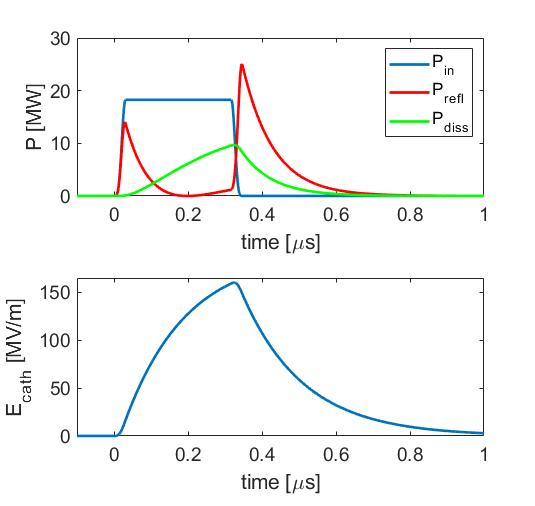 30
20
10
0
P [MW]
P_in
P_refl
P_diss
0 0.2 0.4 0.6 0.8 1
time [μs]
150
100
50
0
E_cath [MV/m]
0 0.2 0.4 0.6 0.8 1
time [μs]